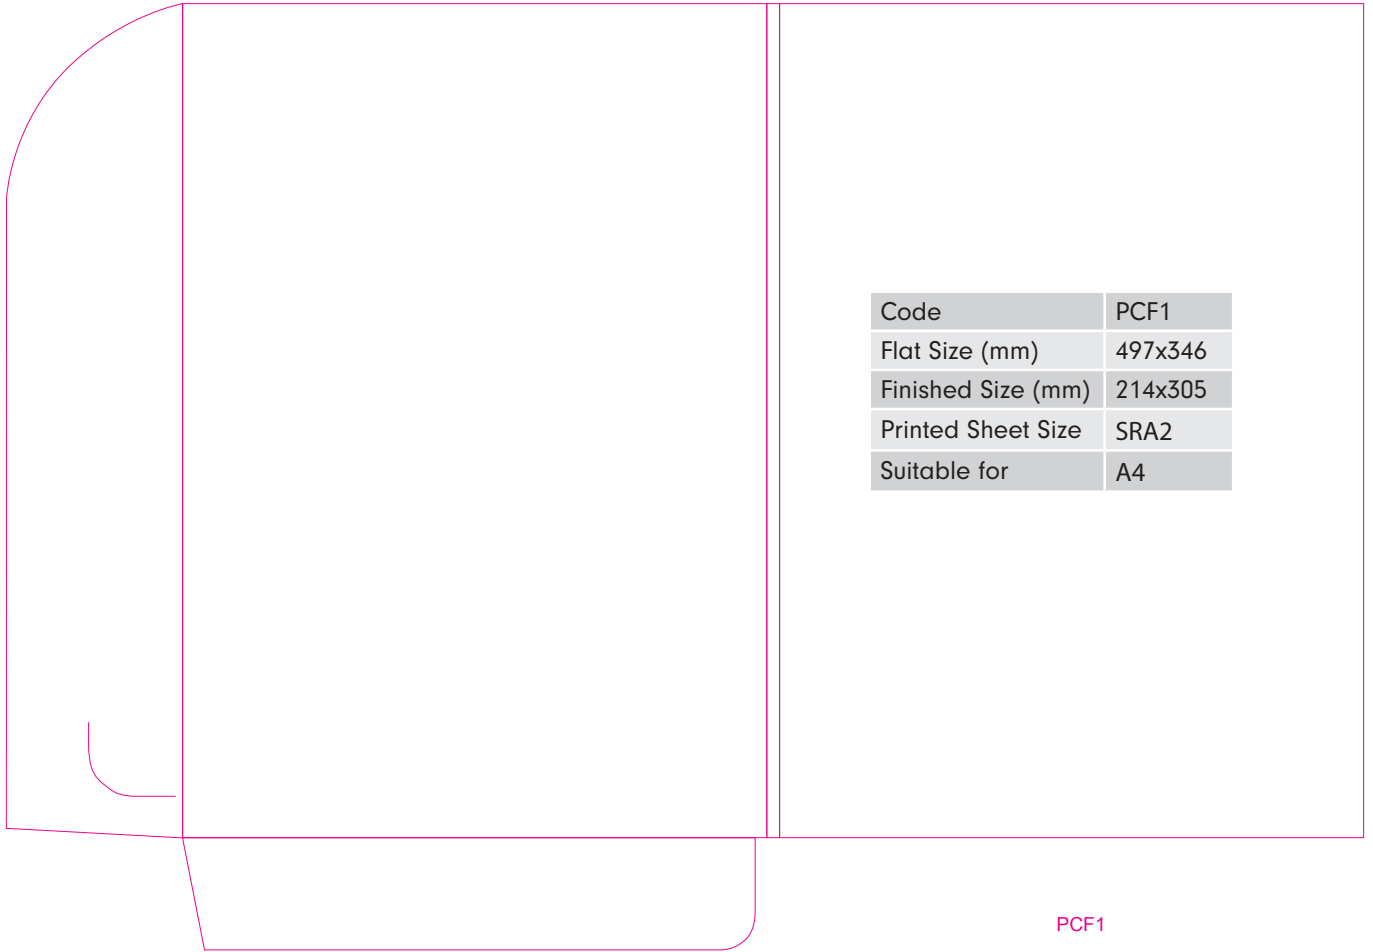 Code PCF1
Flat Size (mm) 497x346
Finished Size (mm) 214x305
Printed Sheet Size SRA2
Suitable for A4
PCF1